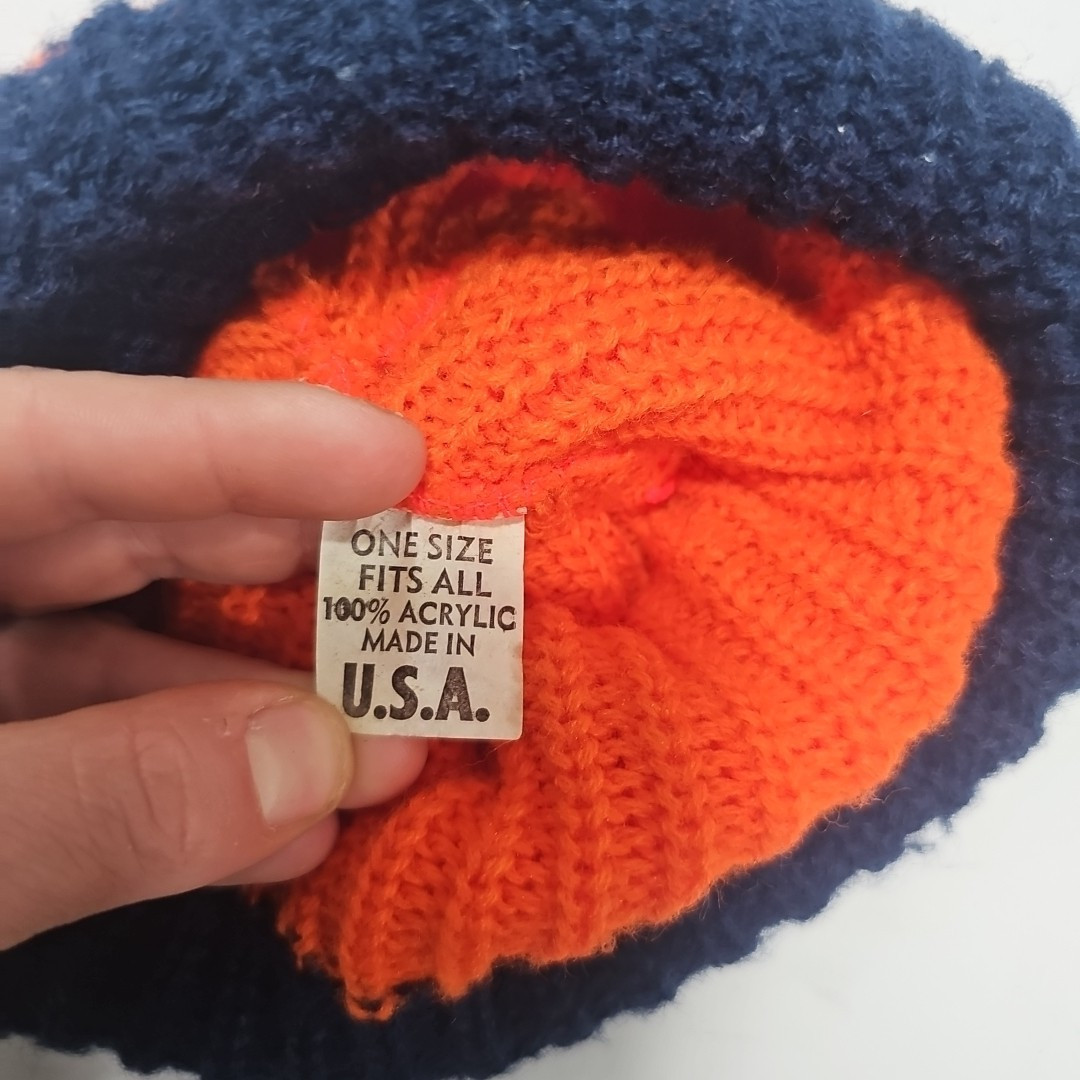 ONE SIZE
FITS ALL
100% ACRYLIC
MADE IN
U.S.A.